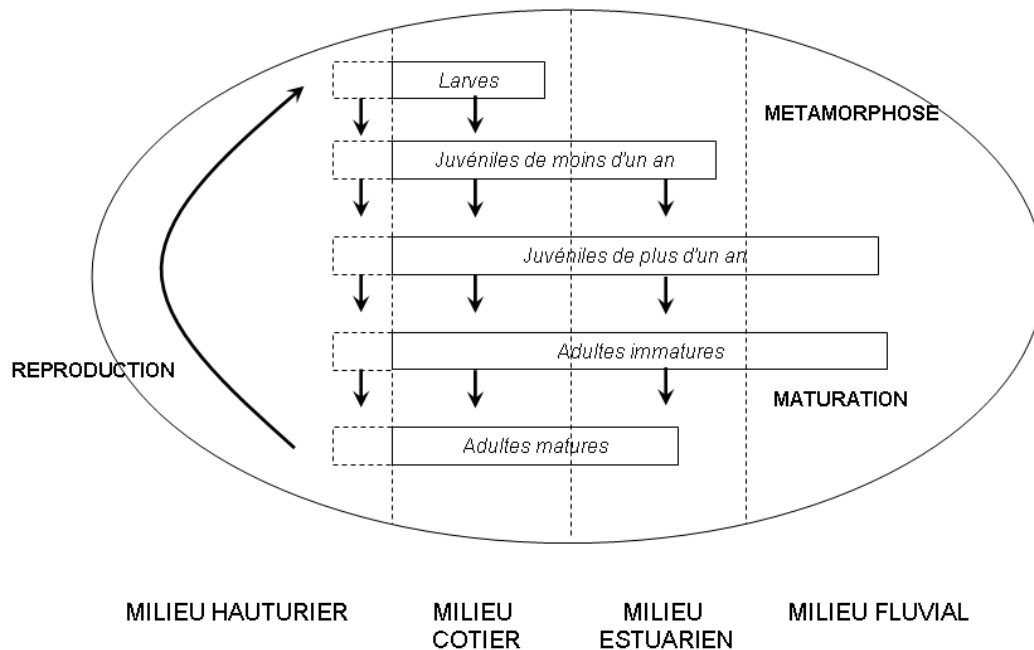 Larves
METAMORPHOSE
Juvéniles de moins d'un an
Juvéniles de plus d'un an
Adultes immatures
REPRODUCTION
MATURATION
Adultes matures
MILIEU HAUTURIER
MILIEU
COTIER
MILIEU
ESTUARIEN
MILIEU FLUVIAL